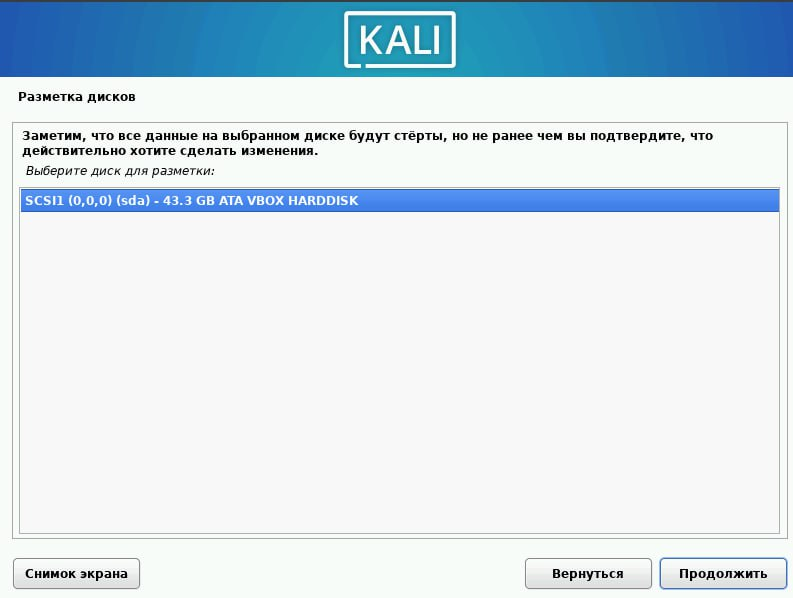 KALI
Разметка дисков
Заметим, что все данные на выбранном диске будут стёрты, но не ранее чем вы подтвердите, что
действительно хотите сделать изменения.
Выберите диск для разметки:
SCSI1 (0,0,0) (sda) - 43.3 GB ATA VBOX HARDDISK
Снимок экрана
Вернуться
Продолжить